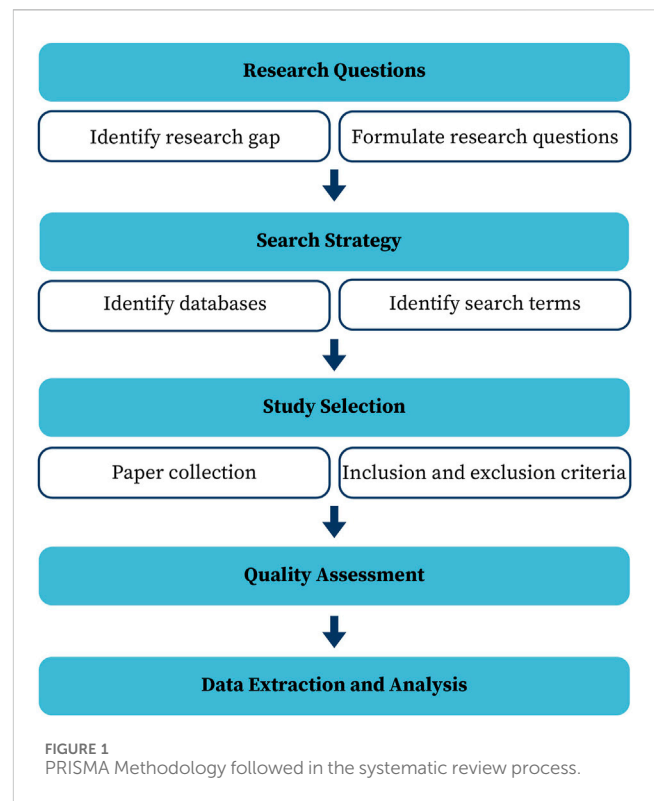 Research Questions
Identify research gap
Formulate research questions
Search Strategy
Identify databases
Identify search terms
Study Selection
Paper collection
Inclusion and exclusion criteria
Quality Assessment
Data Extraction and Analysis
FIGURE 1
PRISMA Methodology followed in the systematic review process.